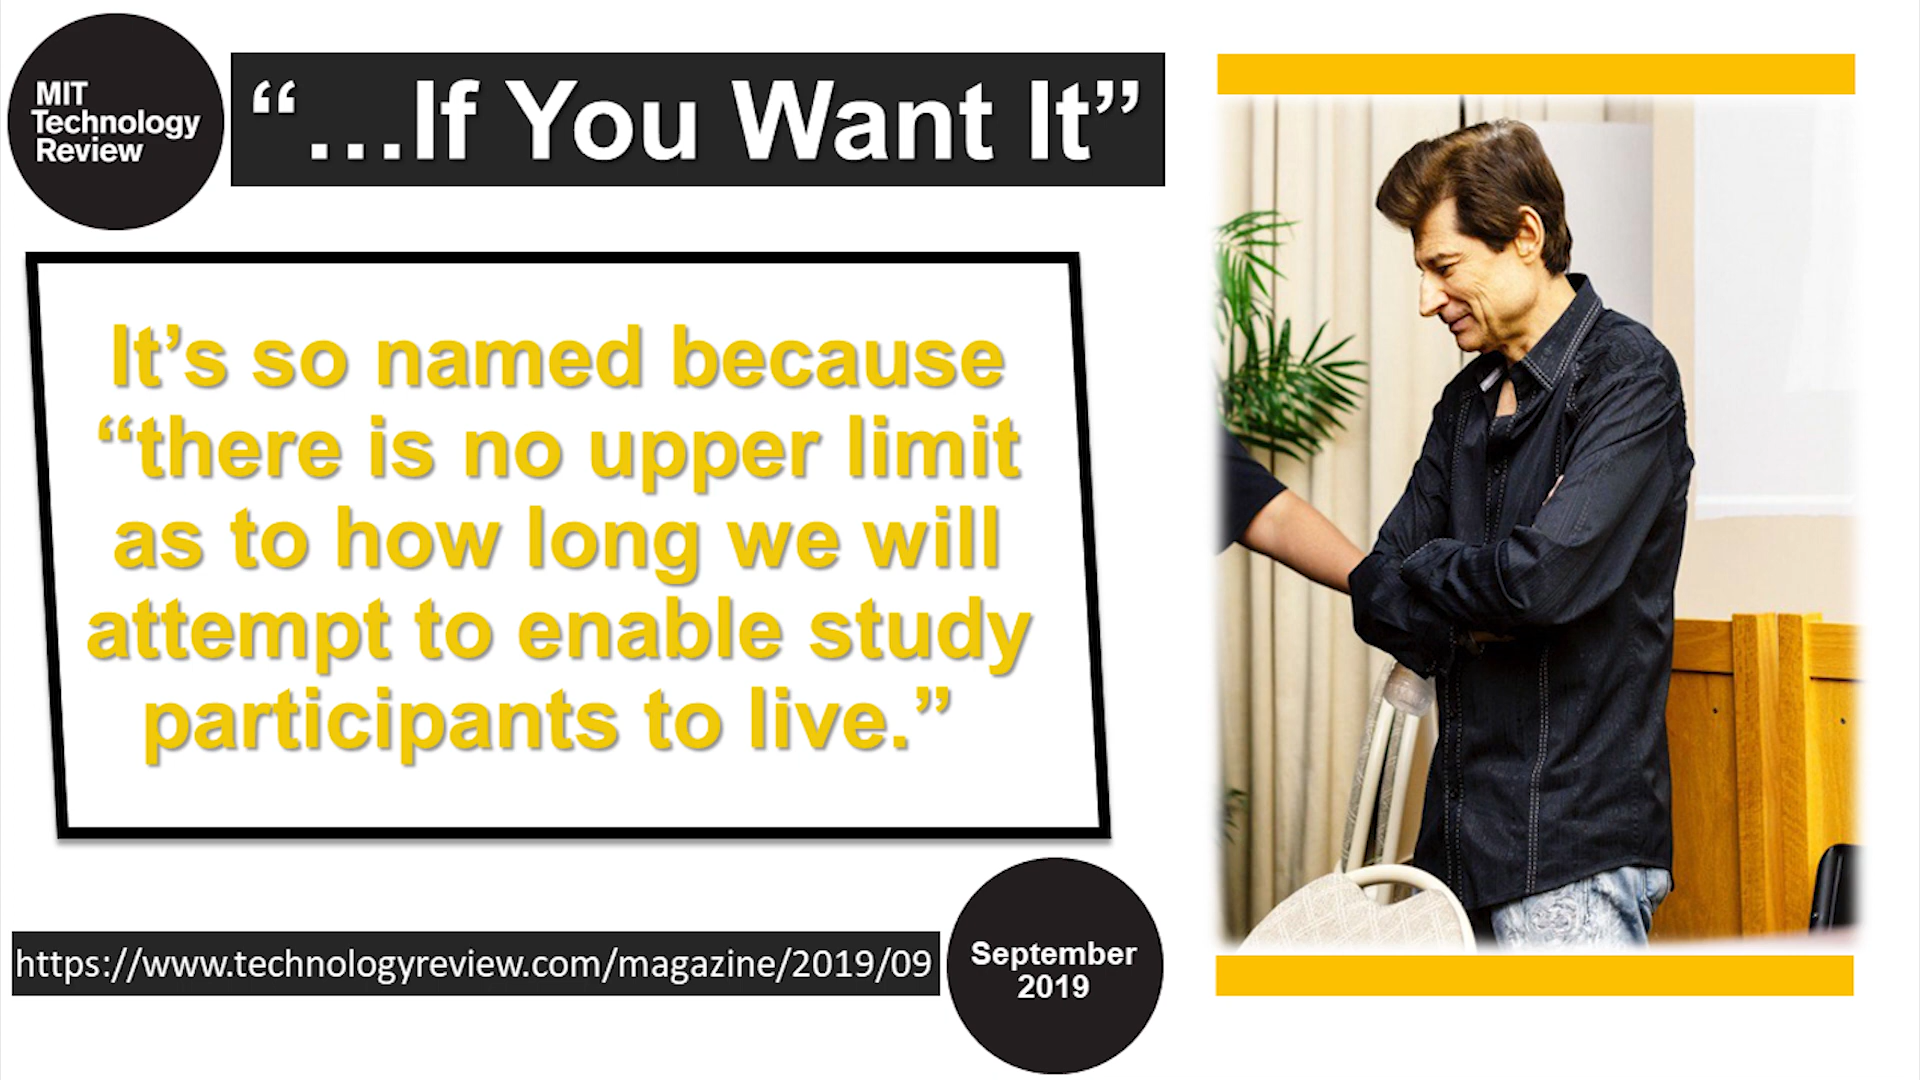 MIT
Technology
Review
“...If You Want It”
It’s so named because
“there is no upper limit
as to how long we will
attempt to enable study
participants to live.”
https://www.technologyreview.com/magazine/2019/09
September
2019